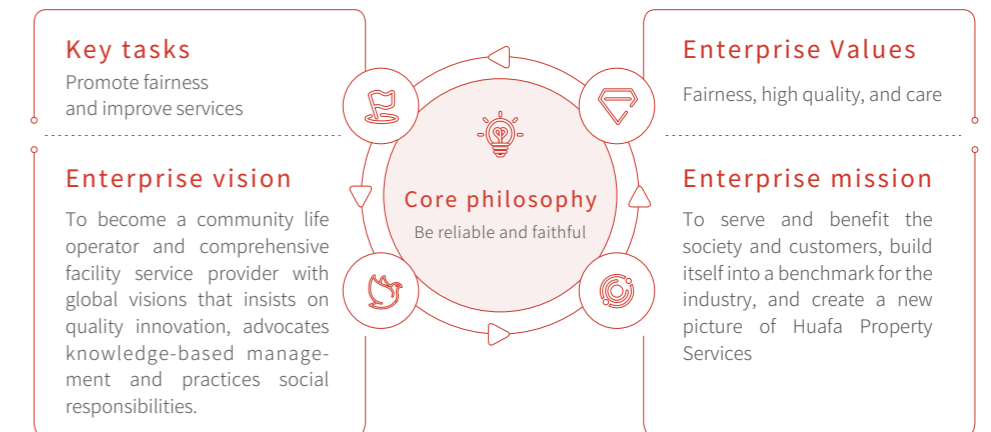 Key tasks
Promote fairness
and improve services
Enterprise vision
To become a community life
operator and comprehensive
facility service provider with
global visions that insists on
quality innovation, advocates
knowledge-based manage-
ment and practices social
responsibilities.
Core philosophy
Be reliable and faithful
Enterprise Values
Fairness, high quality, and care
Enterprise mission
To serve and benefit the
society and customers, build
itself into a benchmark for the
industry, and create a new
picture of Huafa Property
Services